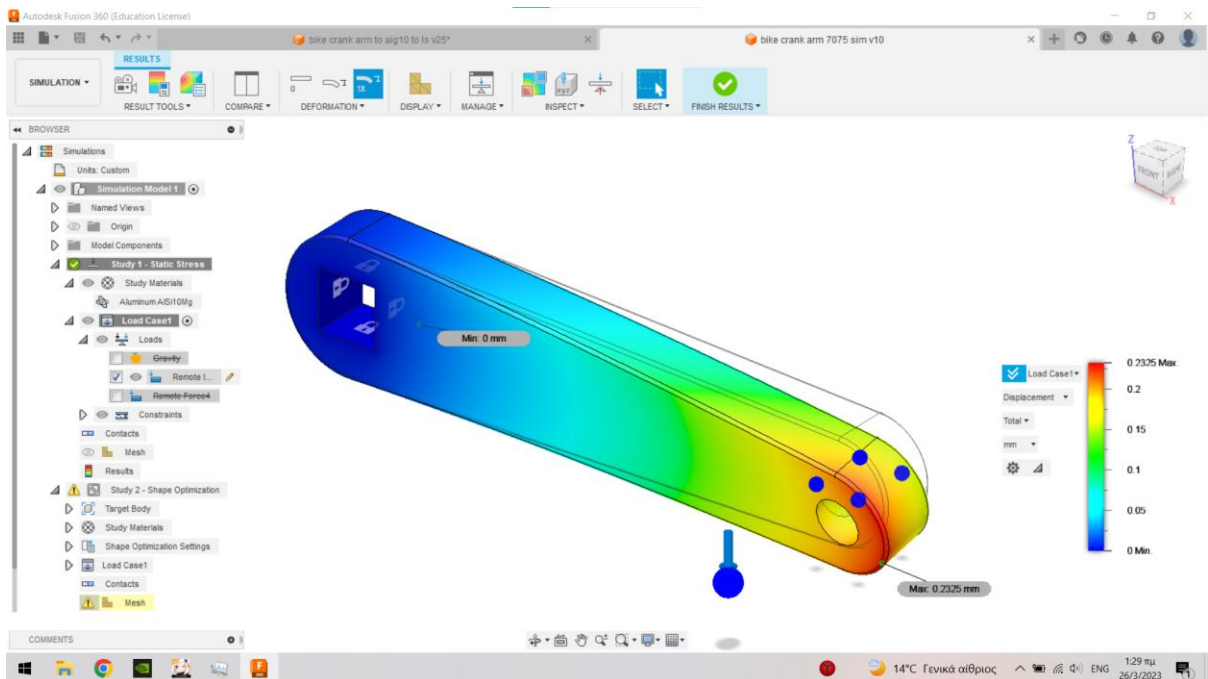 Autodesk Fusion 360 (Education License)
bike crank arm to aig10 to ls v25*
bike crank arm 7075 sim v10
RESULTS
SIMULATION
RESULT TOOLS
COMPARE
DEFORMATION
DISPLAY
MANAGE
INSPECT
SELECT
FINISH RESULTS
BROWSER
Simulations
Units: Custom
Simulation Model 1
Named Views
Origin
Model Components
Study 1 - Static Stress
Study Materials
Aluminum AlSi10Mg
Load Case1
Loads
Gravity
Remote l...
Remote Force4
Constraints
Contacts
Mesh
Results
Study 2 - Shape Optimization
Target Body
Study Materials
Shape Optimization Settings
Load Case1
Contacts
Mesh
COMMENTS
Z
TOP
FRONT
RIGHT
X
Min: 0 mm
Max: 0.2325 mm
Load Case1
Displacement
Total
mm
0.2325 Max.
0.2
0.15
0.1
0.05
0 Min.
14°C Γενικά αίθριος
ENG
1:29 πμ
26/3/2023